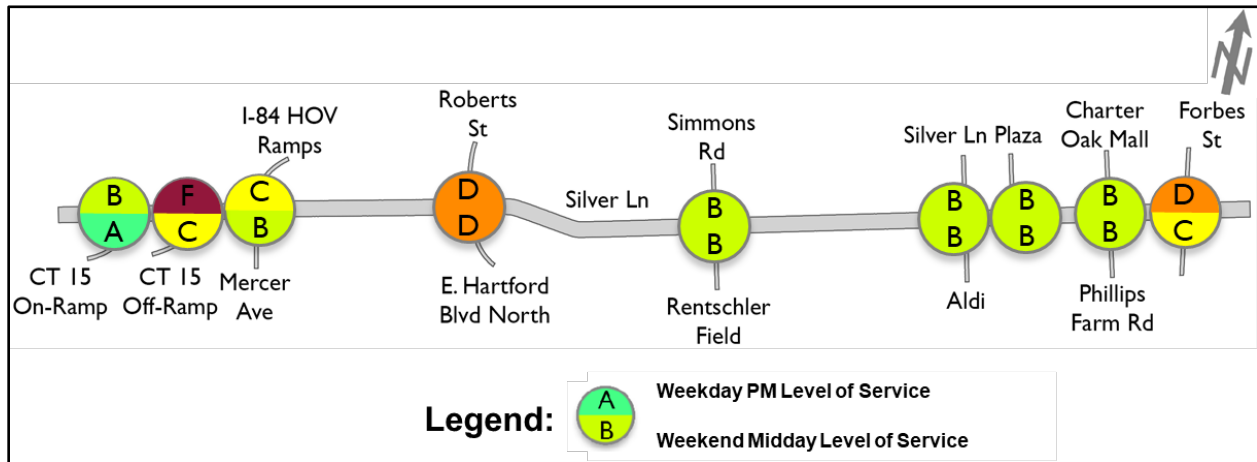 I-84 HOV
Ramps
Roberts
St
Simmons
Rd
Silver Ln Plaza
Charter
Oak Mall
Forbes
St
N
B
A
F
C
C
B
D
D
Silver Ln
B
B
B
B
B
B
B
B
D
C
CT 15
On-Ramp
CT 15
Off-Ramp
Mercer
Ave
E. Hartford
Blvd North
Rentschler
Field
Aldi
Phillips
Farm Rd
Legend:
A
B
Weekday PM Level of Service
Weekend Midday Level of Service